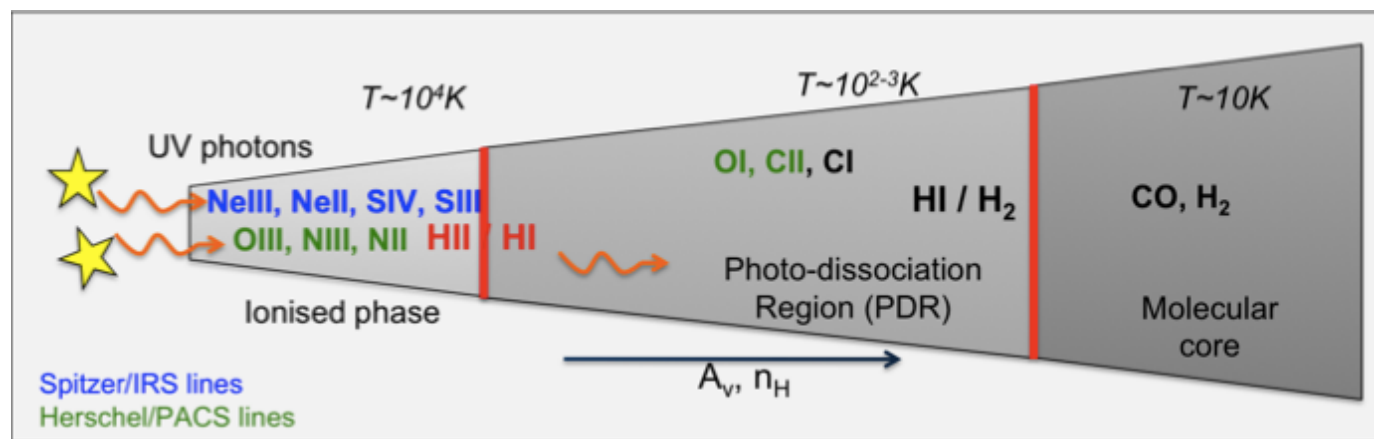 T~10⁴K
T~10²⁻³K
T~10K
UV photons
NeIII, NeII, SIV, SIII
OIII, NIII, NII
HII / HI
OI, CII, CI
HI / H₂
CO, H₂
Ionised phase
Photo-dissociation
Region (PDR)
Molecular
core
Aᵥ, n_H
Spitzer/IRS lines
Herschel/PACS lines